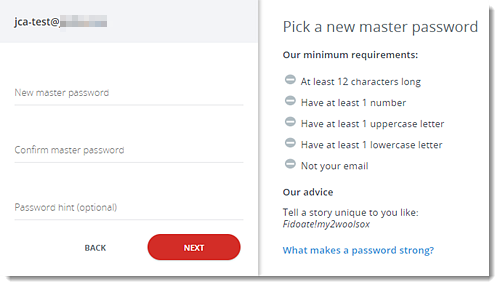 jca-test@
New master password
Confirm master password
Password hint (optional)
BACK
NEXT
Pick a new master password
Our minimum requirements:
At least 12 characters long
Have at least 1 number
Have at least 1 uppercase letter
Have at least 1 lowercase letter
Not your email
Our advice
Tell a story unique to you like:
Fidoate!my2woolsox
What makes a password strong?